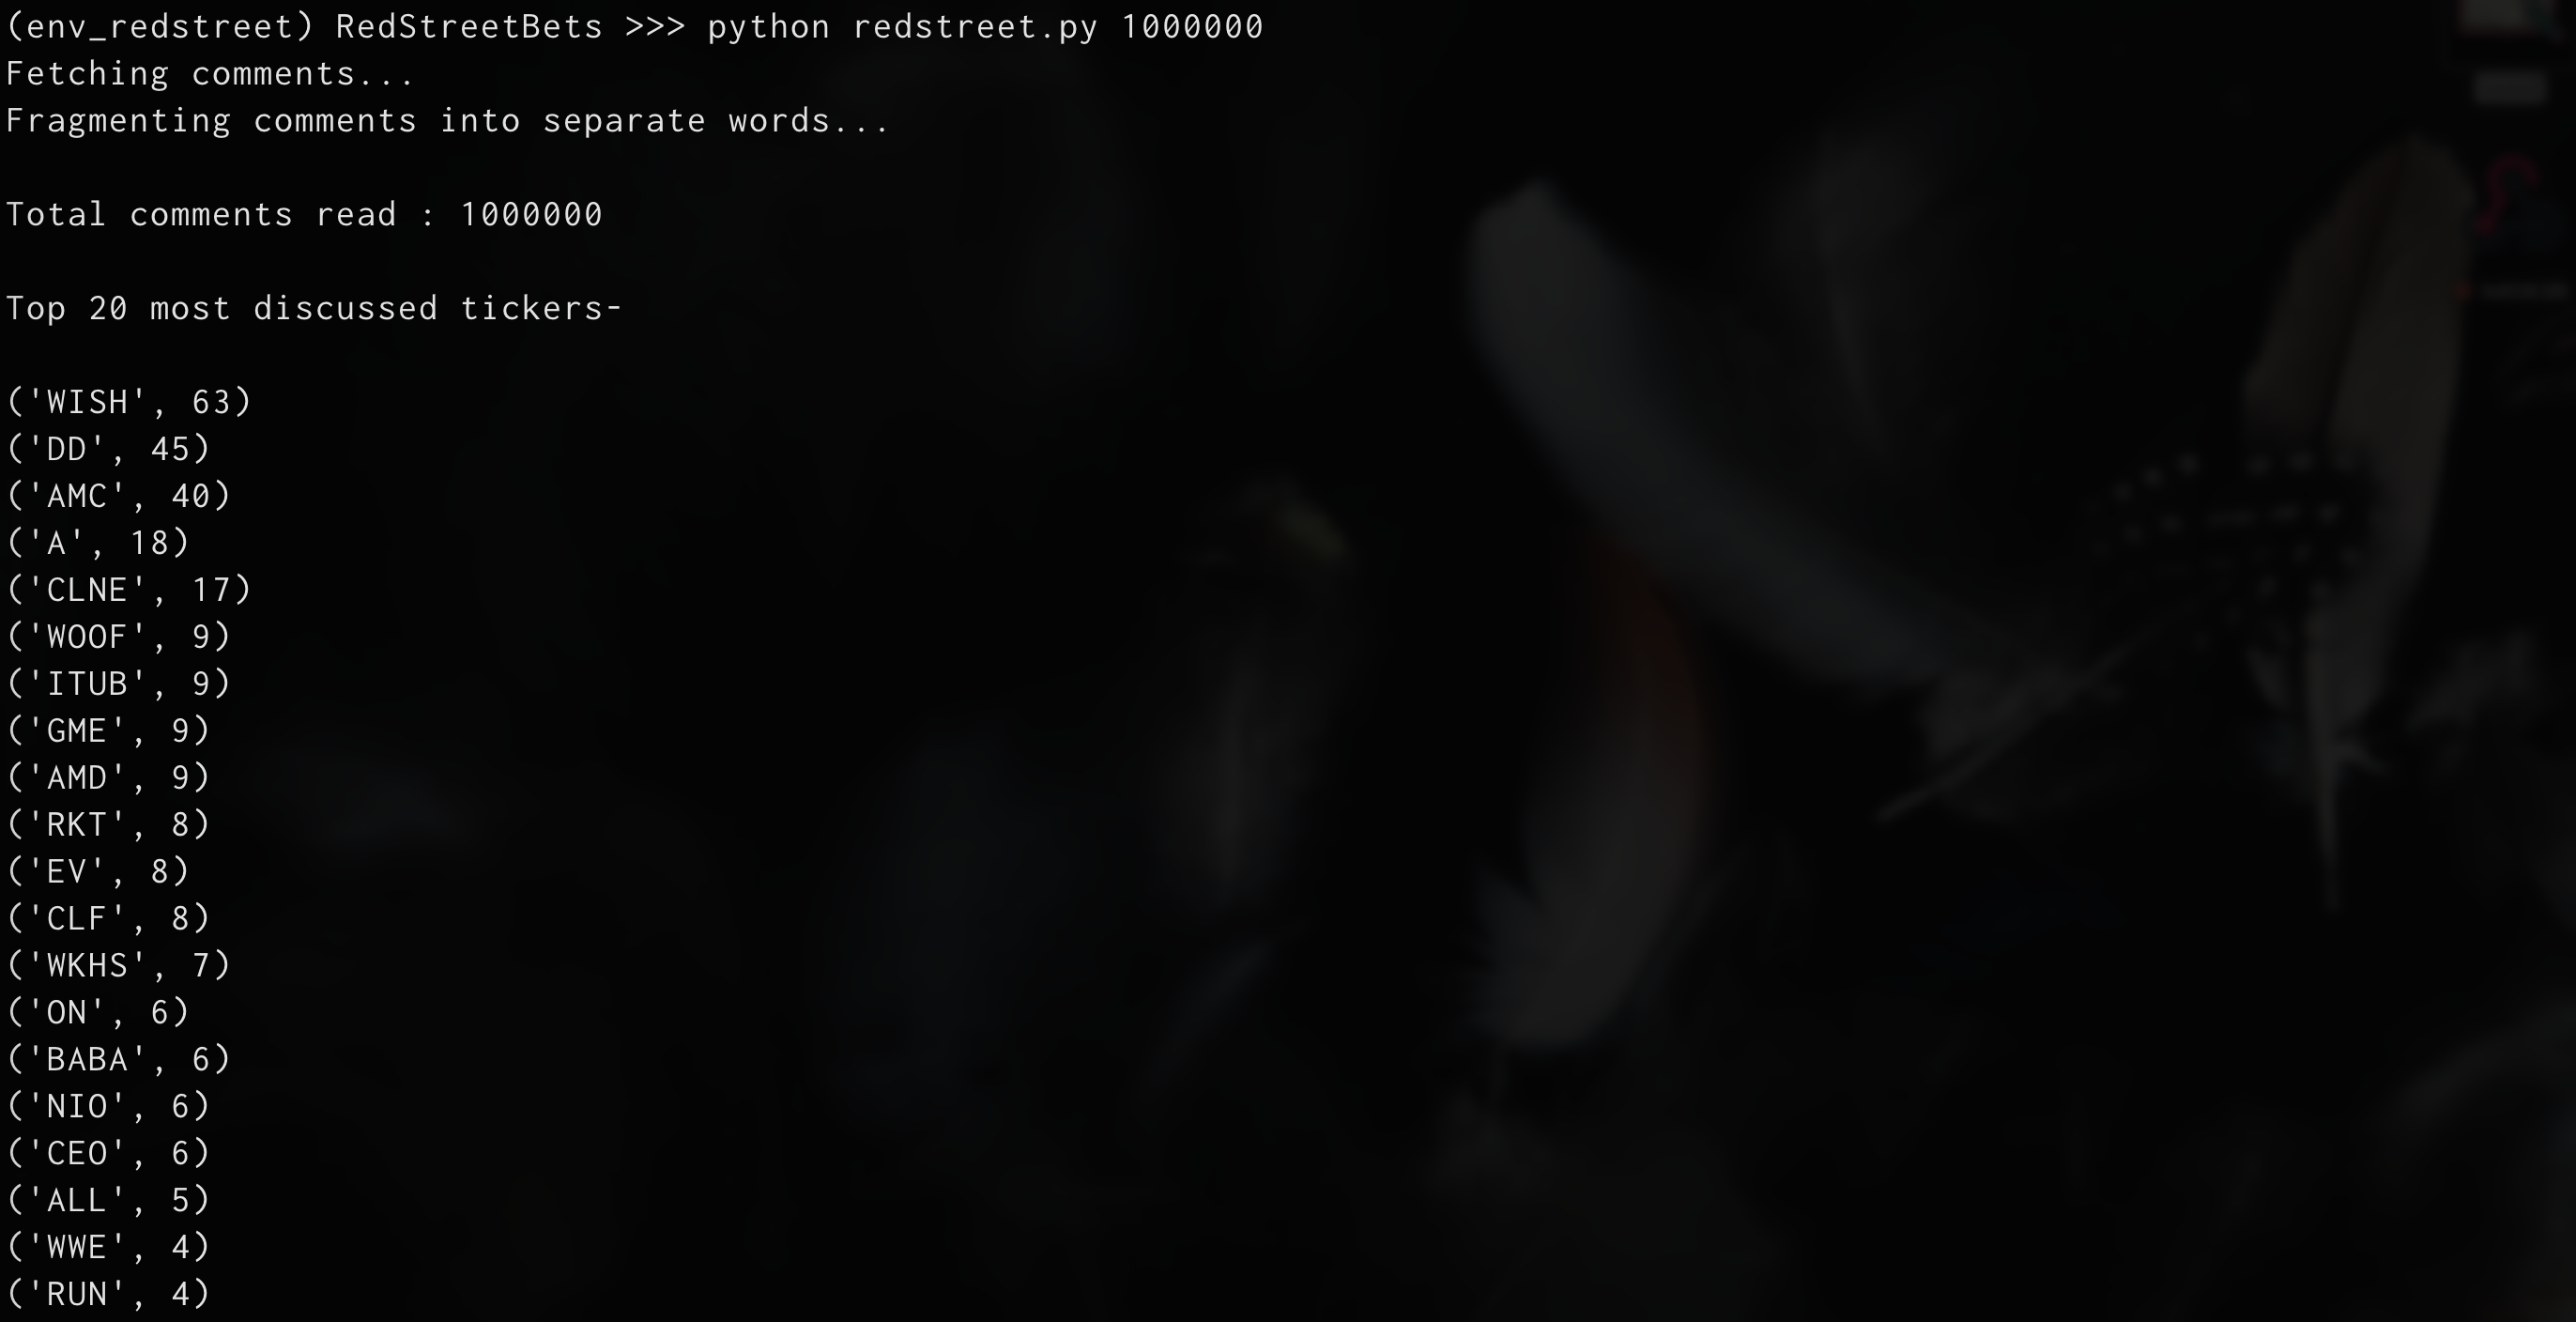 (env_redstreet) RedStreetBets >>> python redstreet.py 1000000
Fetching comments...
Fragmenting comments into separate words...
Total comments read : 1000000
Top 20 most discussed tickers-
('WISH', 63)
('DD', 45)
('AMC', 40)
('A', 18)
('CLNE', 17)
('WOOF', 9)
('ITUB', 9)
('GME', 9)
('AMD', 9)
('RKT', 8)
('EV', 8)
('CLF', 8)
('WKHS', 7)
('ON', 6)
('BABA', 6)
('NIO', 6)
('CEO', 6)
('ALL', 5)
('WWE', 4)
('RUN', 4)